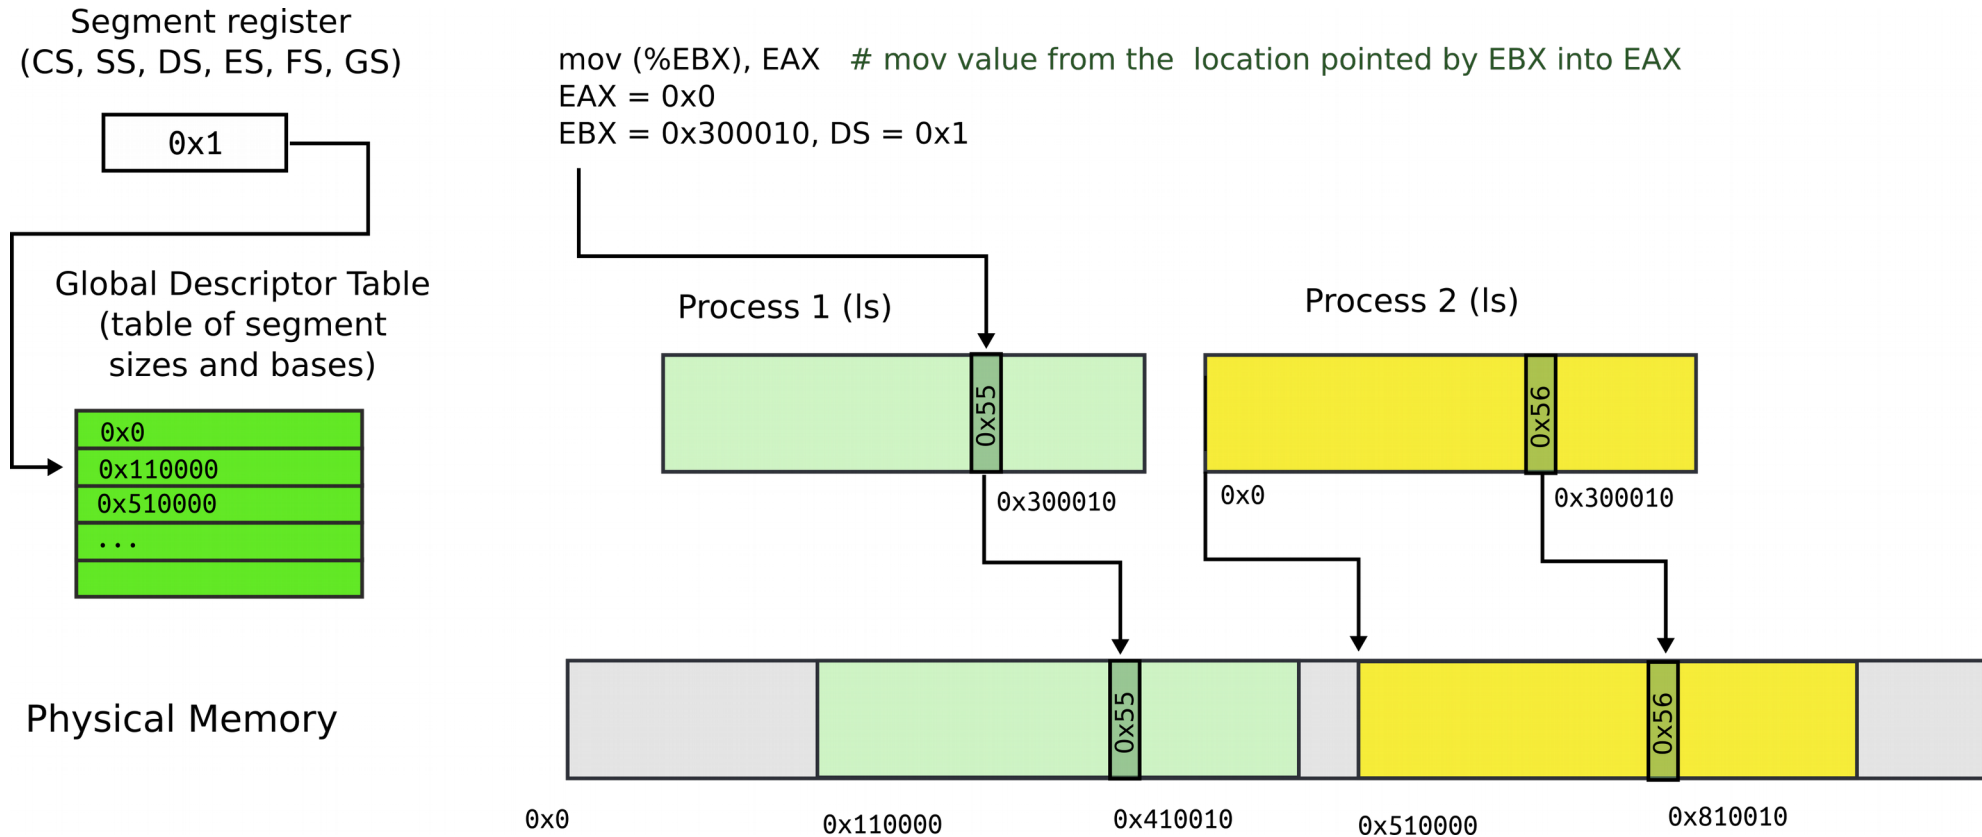 Segment register
(CS, SS, DS, ES, FS, GS)
0x1
mov (%EBX), EAX   # mov value from the  location pointed by EBX into EAX
EAX = 0x0
EBX = 0x300010, DS = 0x1
Global Descriptor Table
(table of segment
sizes and bases)
0x0
0x110000
0x510000
...
Process 1 (ls)
0x55
0x300010
Process 2 (ls)
0x56
0x0
0x300010
Physical Memory
0x55
0x56
0x0
0x110000
0x410010
0x510000
0x810010